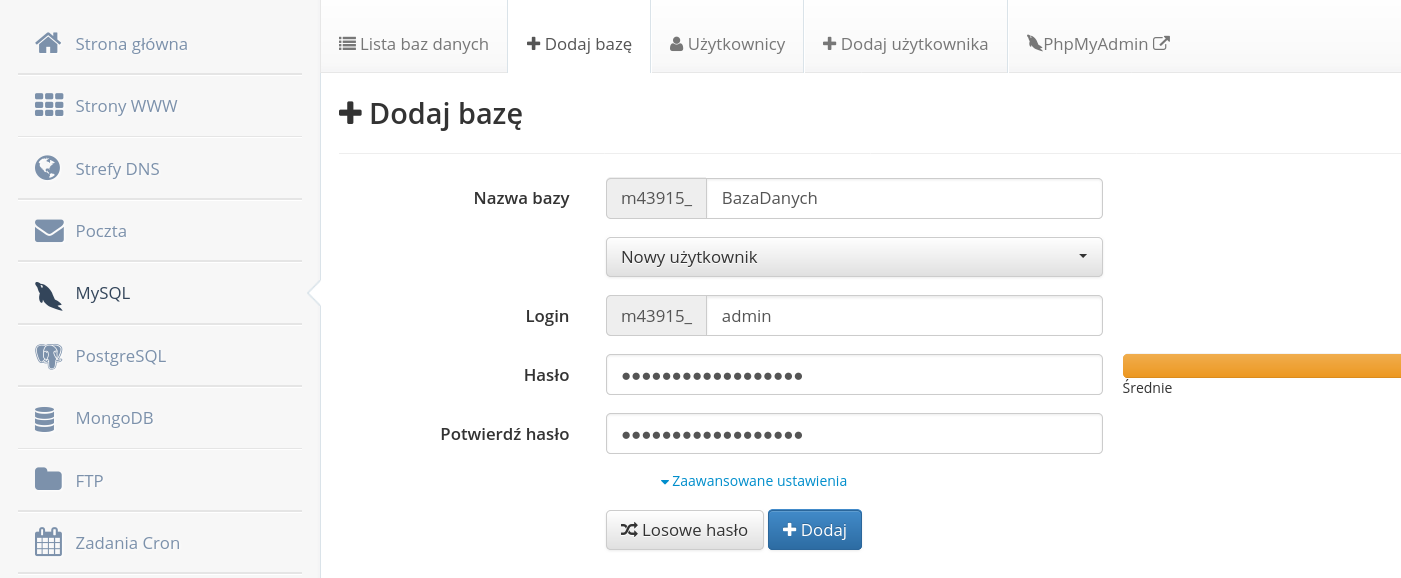 Strona główna
Strony WWW
Strefy DNS
Poczta
MySQL
PostgreSQL
MongoDB
FTP
Zadania Cron
Lista baz danych
Dodaj bazę
Użytkownicy
Dodaj użytkownika
PhpMyAdmin
Dodaj bazę
Nazwa bazy m43915_ BazaDanych
Nowy użytkownik
Login m43915_ admin
Hasło ●●●●●●●●●●●●●●●●●●
Średnie
Potwierdź hasło ●●●●●●●●●●●●●●●●●●
Zaawansowane ustawienia
Losowe hasło
Dodaj